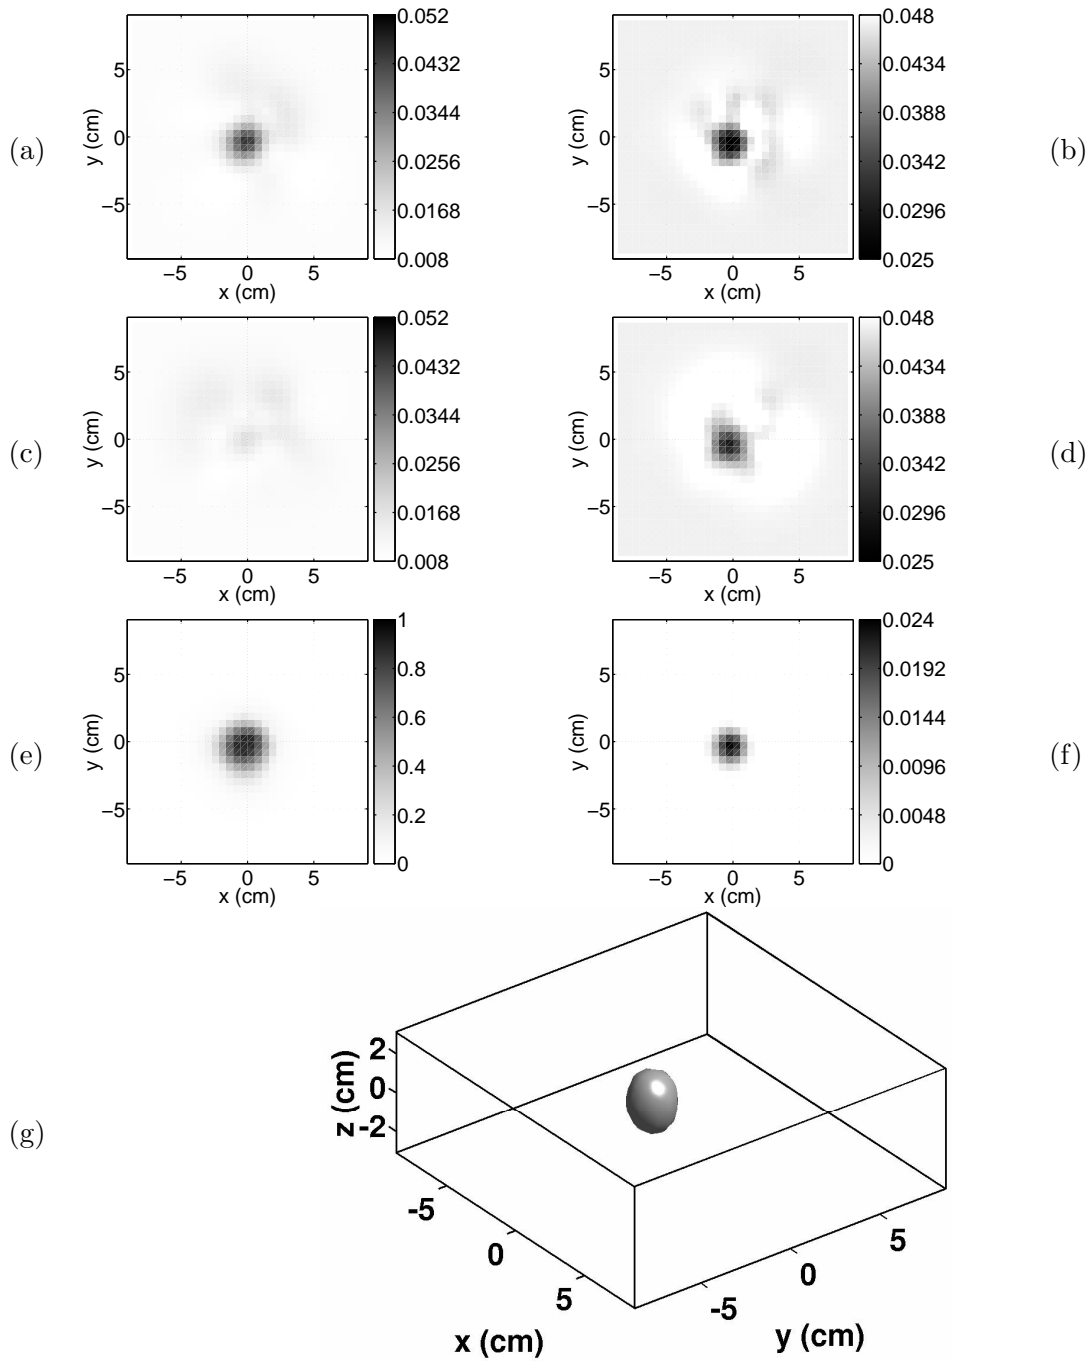 (a)
y (cm)
5
0
−5
−5 0 5
x (cm)
0.052
0.0432
0.0344
0.0256
0.0168
0.008
(b)
y (cm)
5
0
−5
−5 0 5
x (cm)
0.048
0.0434
0.0388
0.0342
0.0296
0.025
(c)
y (cm)
5
0
−5
−5 0 5
x (cm)
0.052
0.0432
0.0344
0.0256
0.0168
0.008
(d)
y (cm)
5
0
−5
−5 0 5
x (cm)
0.048
0.0434
0.0388
0.0342
0.0296
0.025
(e)
y (cm)
5
0
−5
−5 0 5
x (cm)
1
0.8
0.6
0.4
0.2
0
(f)
y (cm)
5
0
−5
−5 0 5
x (cm)
0.024
0.0192
0.0144
0.0096
0.0048
0
(g)
z (cm)
2
0
-2
-5
0
5
x (cm)
-5
0
5
y (cm)